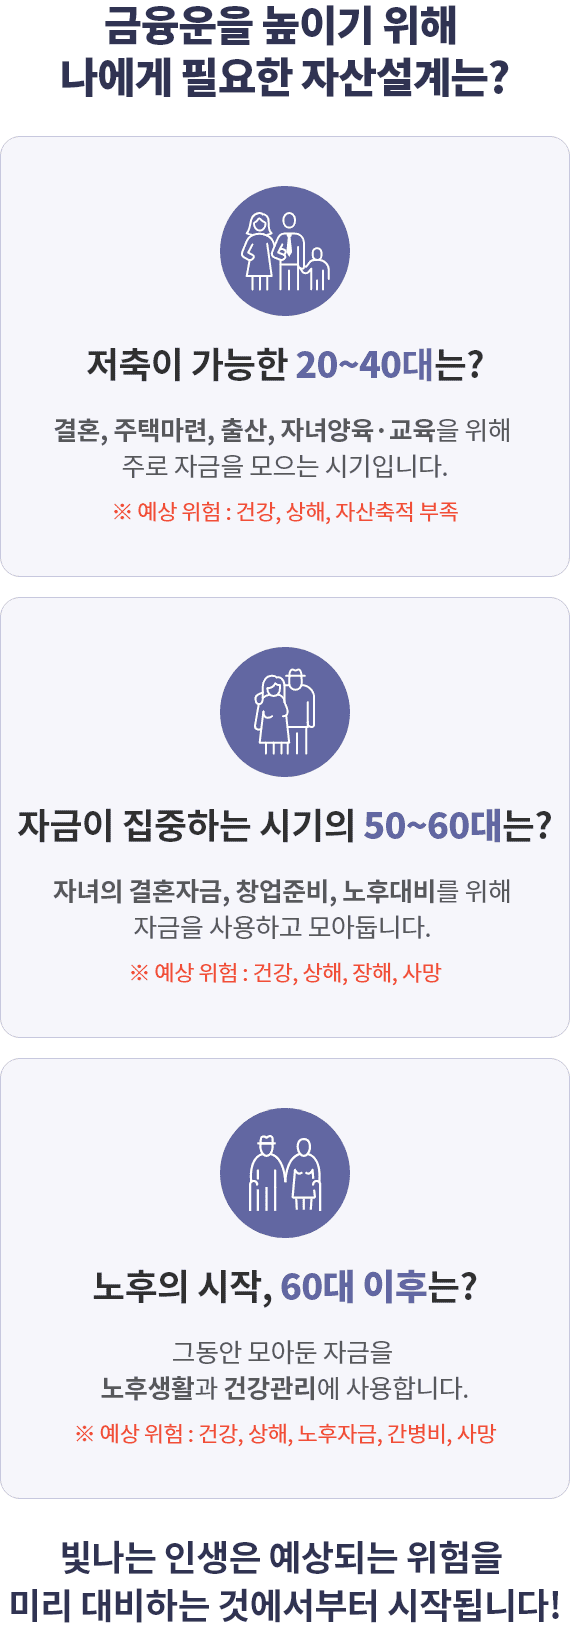 금융운을 높이기 위해
나에게 필요한 자산설계는?
저축이 가능한 20~40대는?
결혼, 주택마련, 출산, 자녀양육·교육을 위해
주로 자금을 모으는 시기입니다.
※ 예상 위험 : 건강, 상해, 자산축적 부족
자금이 집중하는 시기의 50~60대는?
자녀의 결혼자금, 창업준비, 노후대비를 위해
자금을 사용하고 모아둡니다.
※ 예상 위험 : 건강, 상해, 장해, 사망
노후의 시작, 60대 이후는?
그동안 모아둔 자금을
노후생활과 건강관리에 사용합니다.
※ 예상 위험 : 건강, 상해, 노후자금, 간병비, 사망
빛나는 인생은 예상되는 위험을
미리 대비하는 것에서부터 시작됩니다!